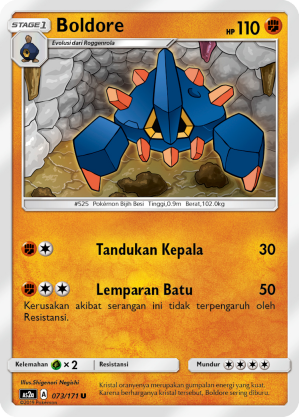 STAGE 1 Boldore HP 110
Evolusi dari Roggenrola
#525 Pokémon Bijih Besi Tinggi,0.9m Berat,102.0kg
Tandukan Kepala 30
Lemparan Batu 50
Kerusakan akibat serangan ini tidak terpengaruh oleh
Resistansi.
Kelemahan ×2 Resistansi Mundur
Ilus.Shigenori Negishi
AS2a A 073/171 U
Kristal oranyenya merupakan gumpalan energi yang kuat.
Karena berharganya kristal tersebut, Boldore sering diburu.